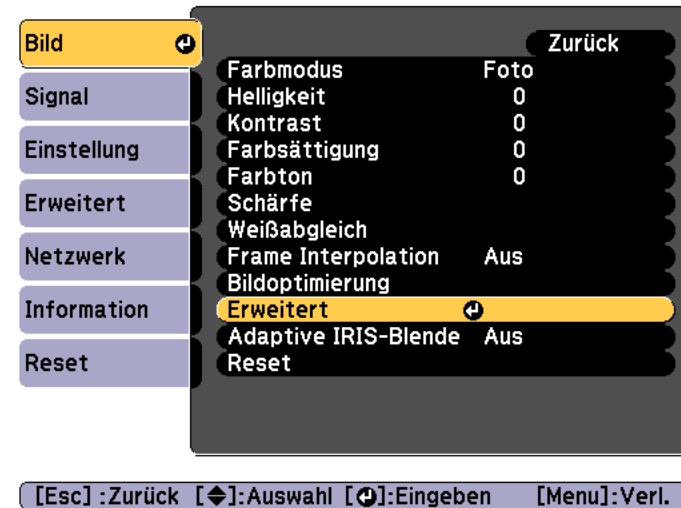 Bild
Signal
Einstellung
Erweitert
Netzwerk
Information
Reset
Zurück
Farbmodus Foto
Helligkeit 0
Kontrast 0
Farbsättigung 0
Farbton 0
Schärfe
Weißabgleich
Frame Interpolation Aus
Bildoptimierung
Erweitert
Adaptive IRIS-Blende Aus
Reset
[Esc] :Zurück [◆]:Auswahl [⏎]:Eingeben [Menu]:Verl.